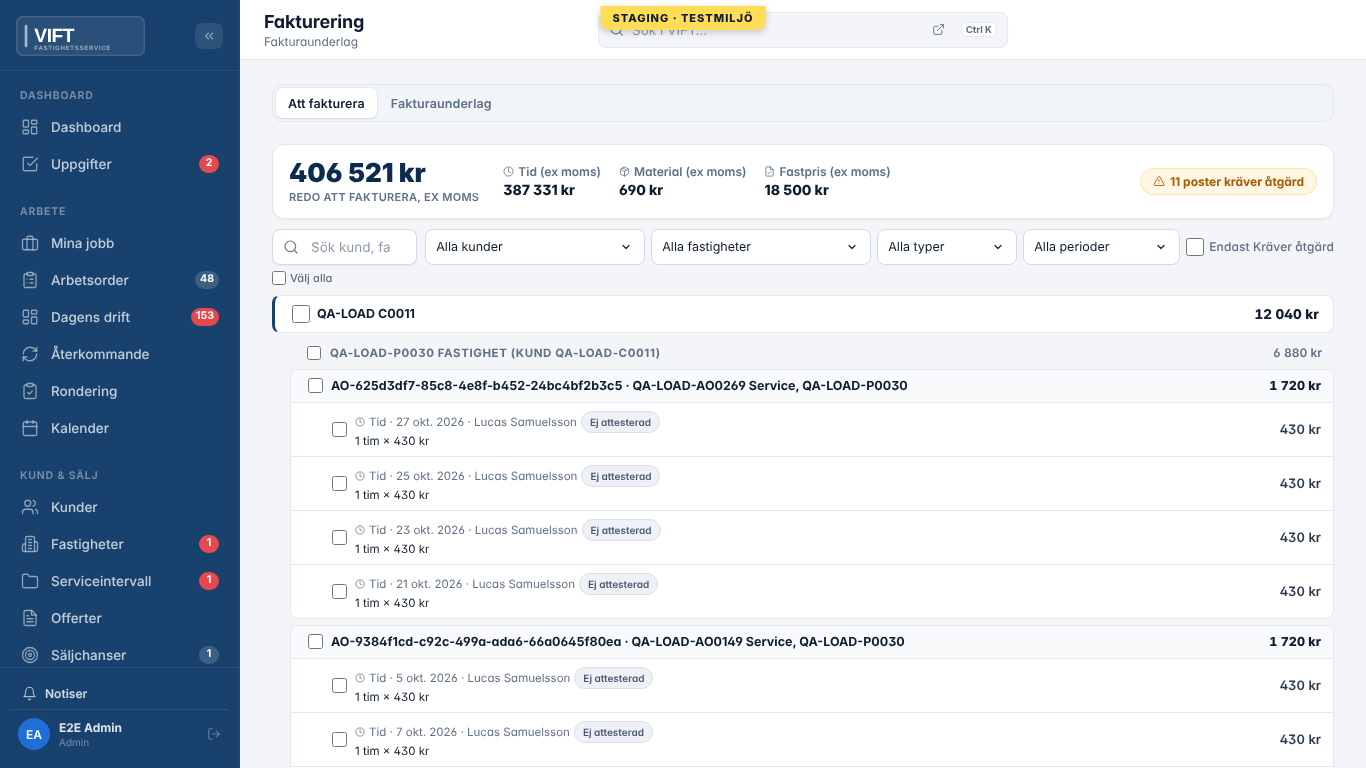 VIFT
FASTIGHETSSERVICE
DASHBOARD
Dashboard
Uppgifter 2
ARBETE
Mina jobb
Arbetsorder 48
Dagens drift 153
Återkommande
Rondering
Kalender
KUND & SÄLJ
Kunder
Fastigheter 1
Serviceintervall 1
Offerter
Säljchanser 1
Notiser
EA E2E Admin
Admin
Fakturering
Fakturaunderlag
STAGING · TESTMILJÖ
Sök i VIFT... Ctrl K
Att fakturera Fakturaunderlag
406 521 kr
REDO ATT FAKTURERA, EX MOMS
Tid (ex moms)
387 331 kr
Material (ex moms)
690 kr
Fastpris (ex moms)
18 500 kr
11 poster kräver åtgärd
Sök kund, fa Alla kunder Alla fastigheter Alla typer Alla perioder Endast Kräver åtgärd
Välj alla
QA-LOAD C0011 12 040 kr
QA-LOAD-P0030 FASTIGHET (KUND QA-LOAD-C0011) 6 880 kr
AO-625d3df7-85c8-4e8f-b452-24bc4bf2b3c5 · QA-LOAD-AO0269 Service, QA-LOAD-P0030 1 720 kr
Tid · 27 okt. 2026 · Lucas Samuelsson Ej attesterad
1 tim × 430 kr 430 kr
Tid · 25 okt. 2026 · Lucas Samuelsson Ej attesterad
1 tim × 430 kr 430 kr
Tid · 23 okt. 2026 · Lucas Samuelsson Ej attesterad
1 tim × 430 kr 430 kr
Tid · 21 okt. 2026 · Lucas Samuelsson Ej attesterad
1 tim × 430 kr 430 kr
AO-9384f1cd-c92c-499a-ada6-66a0645f80ea · QA-LOAD-AO0149 Service, QA-LOAD-P0030 1 720 kr
Tid · 5 okt. 2026 · Lucas Samuelsson Ej attesterad
1 tim × 430 kr 430 kr
Tid · 7 okt. 2026 · Lucas Samuelsson Ej attesterad
1 tim × 430 kr 430 kr